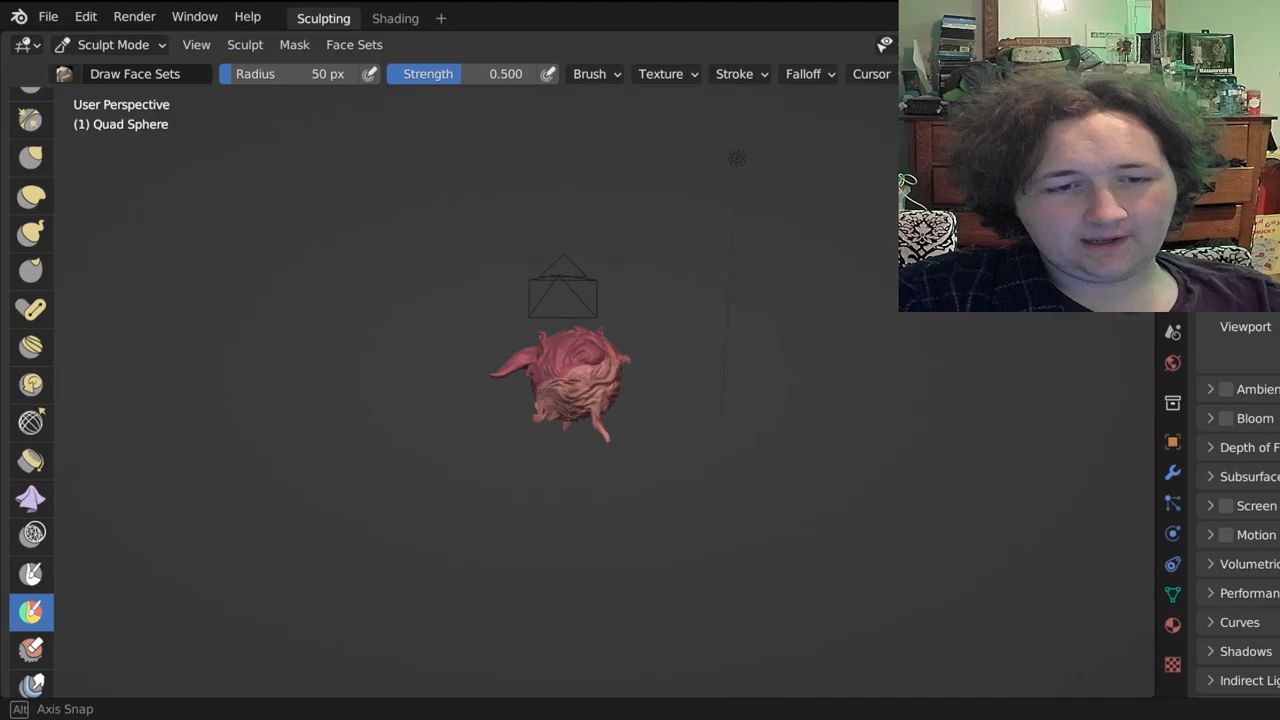 File Edit Render Window Help Sculpting Shading
Sculpt Mode View Sculpt Mask Face Sets
Draw Face Sets Radius 50 px Strength 0.500 Brush Texture Stroke Falloff Cursor
User Perspective
(1) Quad Sphere
Viewport
Ambien
Bloom
Depth of F
Subsurface
Screen
Motion
Volumetric
Performan
Curves
Shadows
Indirect Lig
Alt Axis Snap